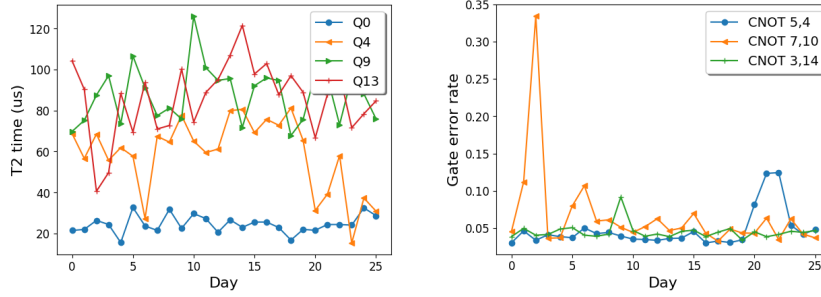 120
100
80
60
40
20
T2 time (us)
0 5 10 15 20 25
Day
Q0
Q4
Q9
Q13
0.35
0.30
0.25
0.20
0.15
0.10
0.05
Gate error rate
0 5 10 15 20 25
Day
CNOT 5,4
CNOT 7,10
CNOT 3,14